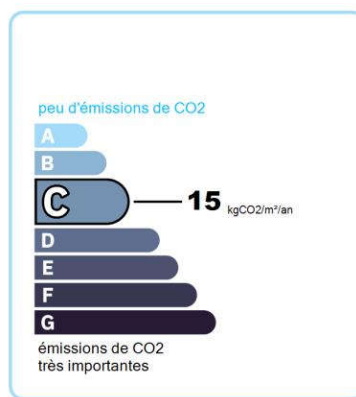 peu d'émissions de CO2
A
B
C 15 kgCO2/m²/an
D
E
F
G
émissions de CO2
très importantes